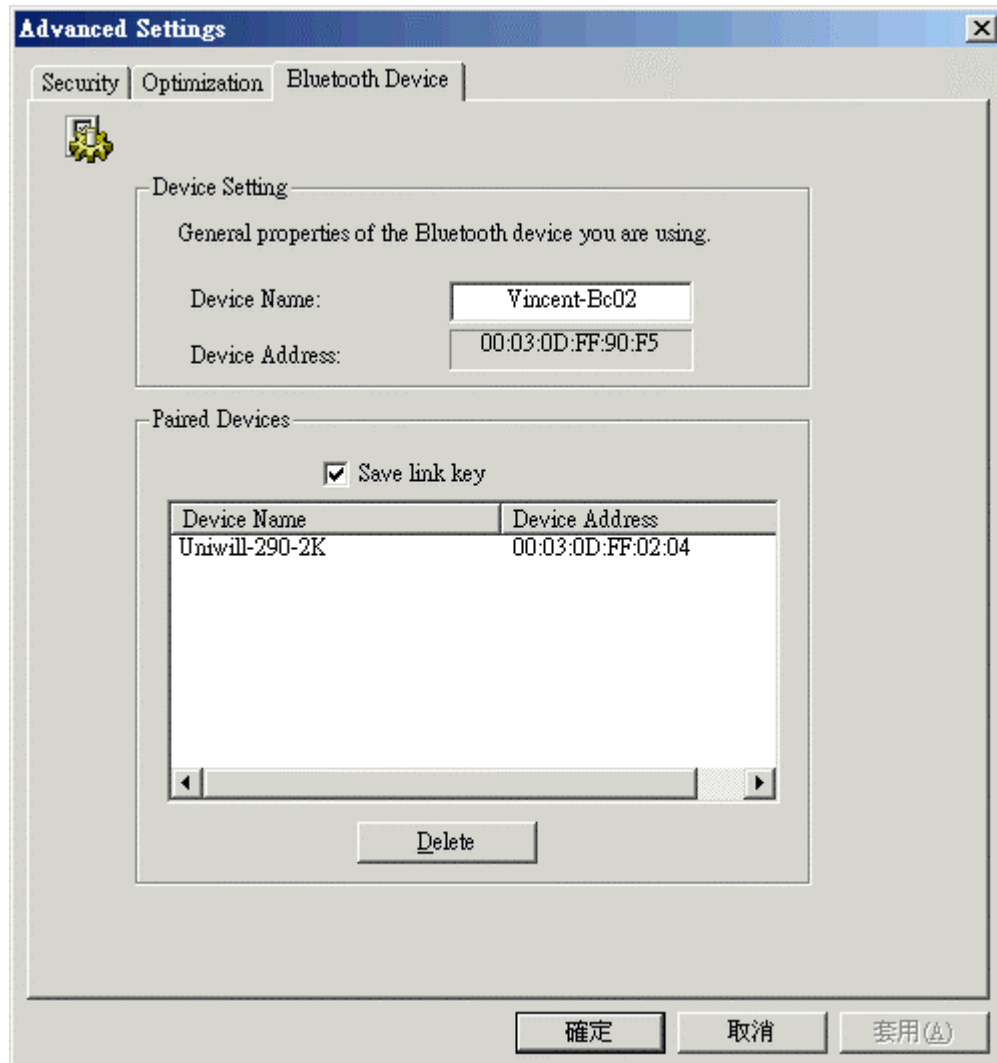 Advanced Settings
Security Optimization Bluetooth Device
Device Setting
General properties of the Bluetooth device you are using.
Device Name: Vincent-Bc02
Device Address: 00:03:0D:FF:90:F5
Paired Devices
Save link key
Device Name Device Address
Uniwill-290-2K 00:03:0D:FF:02:04
Delete
確定 取消 套用(A)